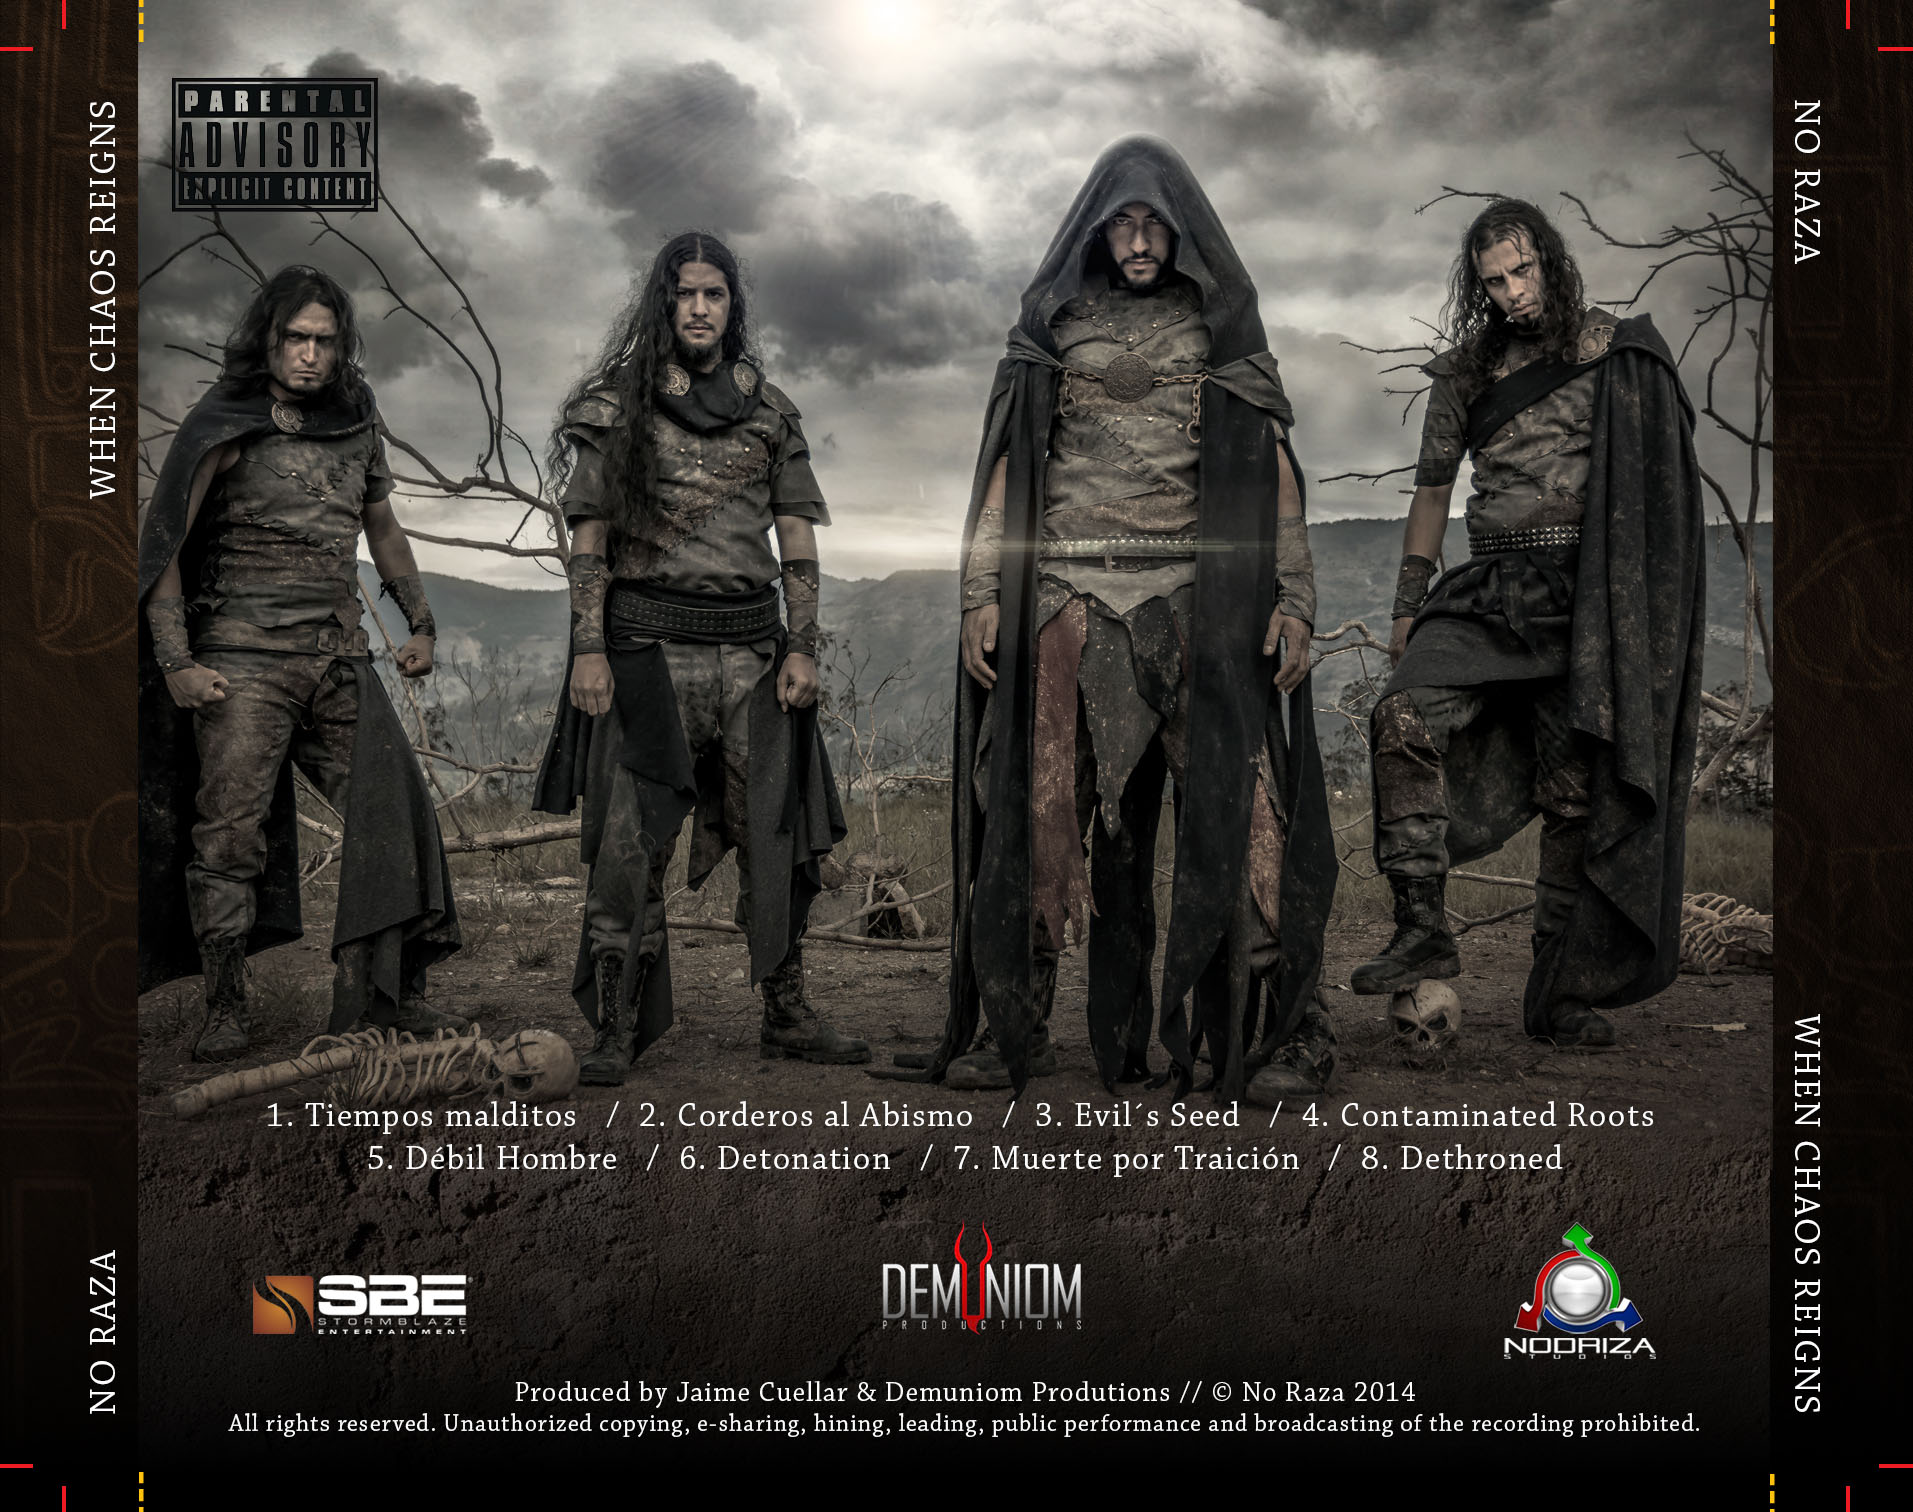 WHEN CHAOS REIGNS
NO RAZA
PARENTAL
ADVISORY
EXPLICIT CONTENT
NO RAZA
WHEN CHAOS REIGNS
1. Tiempos malditos / 2. Corderos al Abismo / 3. Evil´s Seed / 4. Contaminated Roots
5. Débil Hombre / 6. Detonation / 7. Muerte por Traición / 8. Dethroned
SBE
STORMBLAZE
ENTERTAINMENT
DEMUNIOM
PRODUCTIONS
NODRIZA
STUDIOS
Produced by Jaime Cuellar & Demuniom Produtions // © No Raza 2014
All rights reserved. Unauthorized copying, e-sharing, hining, leading, public performance and broadcasting of the recording prohibited.